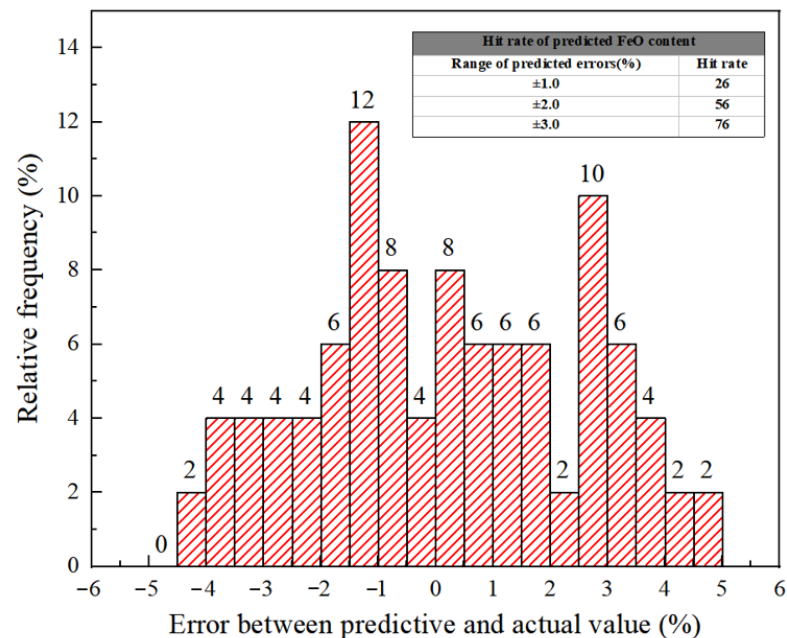 Hit rate of predicted FeO content
Range of predicted errors(%) Hit rate
±1.0 26
±2.0 56
±3.0 76
14
12
10
8
6
4
2
0
Relative frequency (%)
0 2 4 4 4 4 6 12 8 4 8 6 6 6 2 10 6 4 2 2
−6 −5 −4 −3 −2 −1 0 1 2 3 4 5 6
Error between predictive and actual value (%)